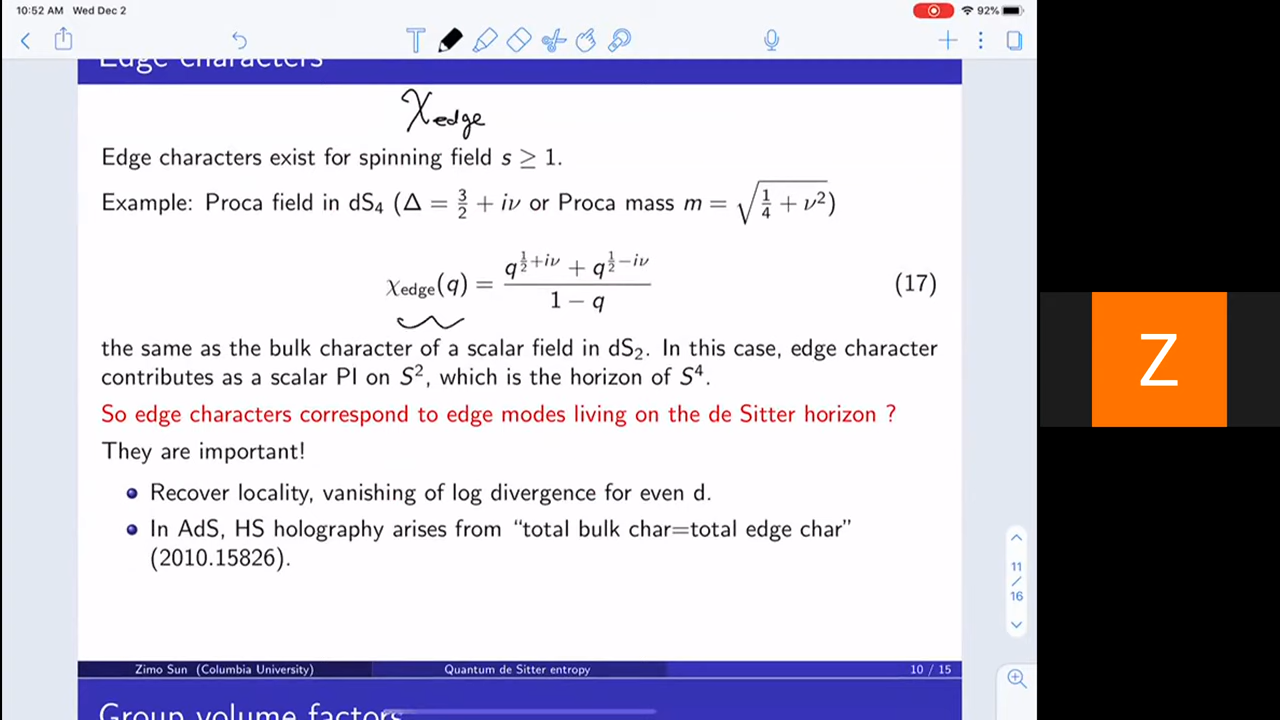 10:52 AM Wed Dec 2
92%
Edge characters
χedge
Edge characters exist for spinning field s ≥ 1.
Example: Proca field in dS₄ (Δ = 3/2 + iν or Proca mass m = √(1/4 + ν²))
χedge(q) = (q^(1/2+iν) + q^(1/2−iν)) / (1 − q) (17)
the same as the bulk character of a scalar field in dS₂. In this case, edge character
contributes as a scalar PI on S², which is the horizon of S⁴.
So edge characters correspond to edge modes living on the de Sitter horizon ?
They are important!
Recover locality, vanishing of log divergence for even d.
In AdS, HS holography arises from “total bulk char=total edge char”
(2010.15826).
11
/
16
Z
Zimo Sun (Columbia University) Quantum de Sitter entropy 10 / 15
Group volume factors